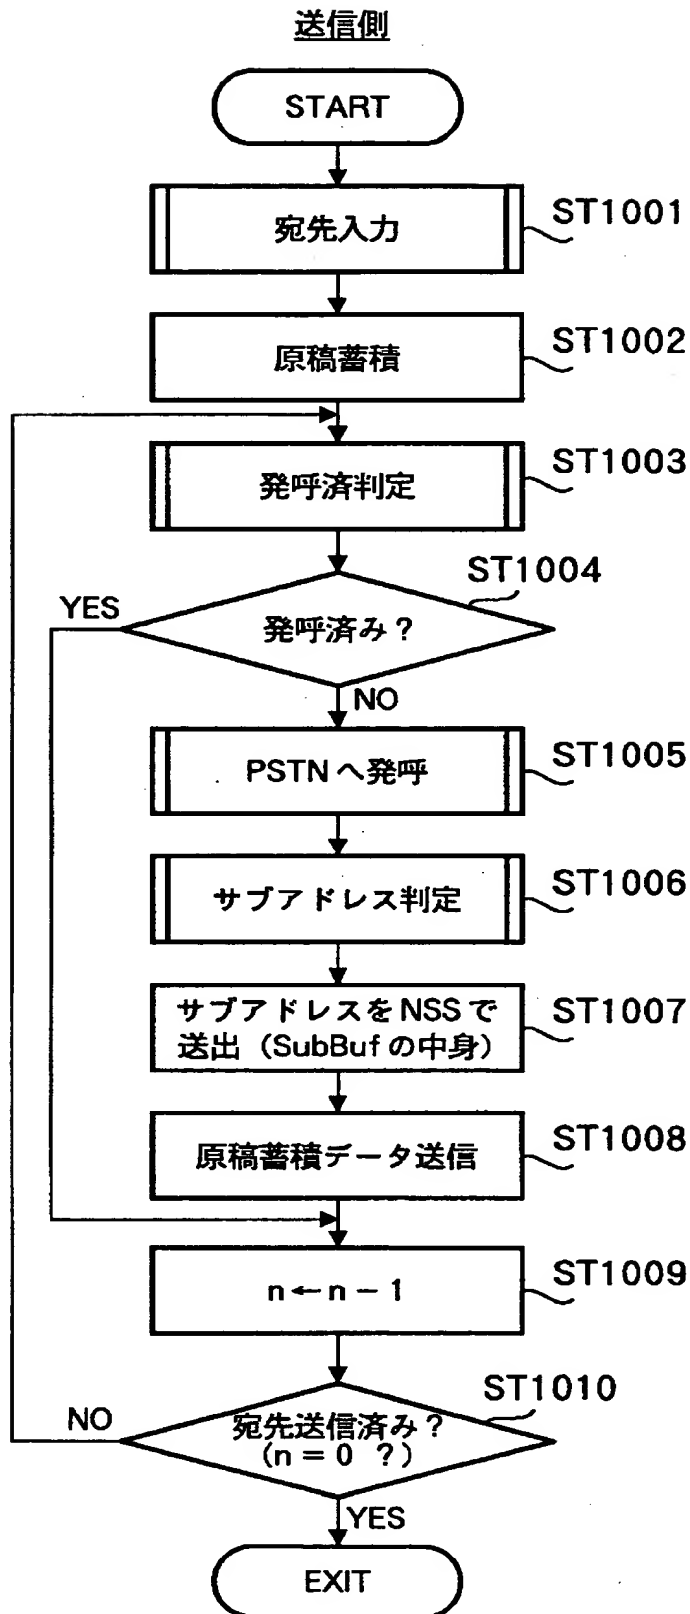 送信側
START
宛先入力
ST1001
原稿蓄積
ST1002
発呼済判定
ST1003
ST1004
YES
発呼済み？
NO
PSTNへ発呼
ST1005
サブアドレス判定
ST1006
サブアドレスをNSSで
送出（SubBufの中身）
ST1007
原稿蓄積データ送信
ST1008
n←n－1
ST1009
ST1010
NO
宛先送信済み？
(n＝0 ？)
YES
EXIT